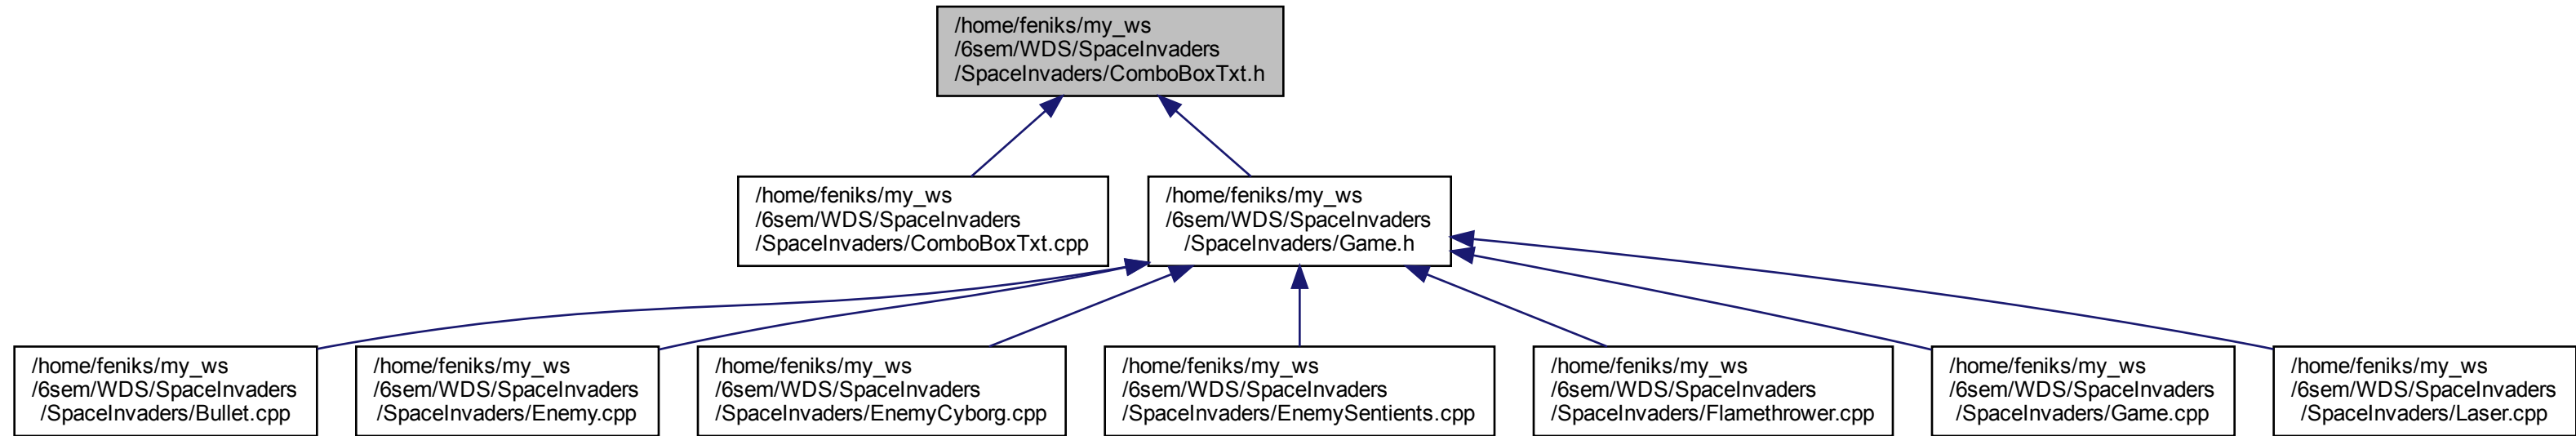 /home/feniks/my_ws
/6sem/WDS/SpaceInvaders
/SpaceInvaders/ComboBoxTxt.h
/home/feniks/my_ws
/6sem/WDS/SpaceInvaders
/SpaceInvaders/ComboBoxTxt.cpp
/home/feniks/my_ws
/6sem/WDS/SpaceInvaders
/SpaceInvaders/Game.h
/home/feniks/my_ws
/6sem/WDS/SpaceInvaders
/SpaceInvaders/Bullet.cpp
/home/feniks/my_ws
/6sem/WDS/SpaceInvaders
/SpaceInvaders/Enemy.cpp
/home/feniks/my_ws
/6sem/WDS/SpaceInvaders
/SpaceInvaders/EnemyCyborg.cpp
/home/feniks/my_ws
/6sem/WDS/SpaceInvaders
/SpaceInvaders/EnemySentients.cpp
/home/feniks/my_ws
/6sem/WDS/SpaceInvaders
/SpaceInvaders/Flamethrower.cpp
/home/feniks/my_ws
/6sem/WDS/SpaceInvaders
/SpaceInvaders/Game.cpp
/home/feniks/my_ws
/6sem/WDS/SpaceInvaders
/SpaceInvaders/Laser.cpp